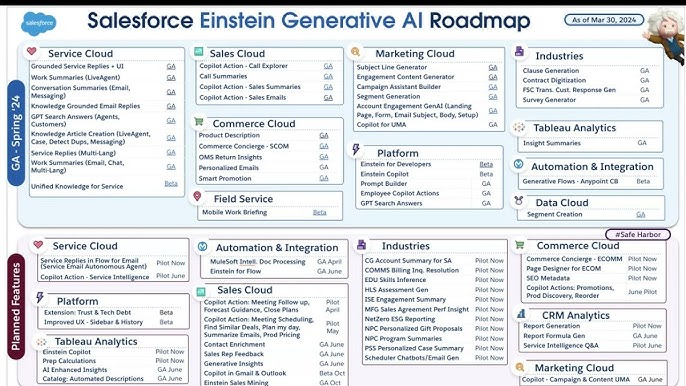 salesforce
Salesforce Einstein Generative AI Roadmap
As of Mar 30, 2024
GA - Spring '24
Service Cloud
Grounded Service Replies + UI GA
Work Summaries (LiveAgent) GA
Conversation Summaries (Email,
Messaging) GA
Knowledge Grounded Email Replies GA
GPT Search Answers (Agents,
Customers) GA
Knowledge Article Creation (LiveAgent,
Case, Detect Dups, Messaging) GA
Service Replies (Multi-Lang) GA
Work Summaries (Email, Chat,
Multi-Lang) GA
Unified Knowledge for Service Beta
Sales Cloud
Copilot Action - Call Explorer GA
Call Summaries GA
Copilot Action - Sales Summaries GA
Copilot Action - Sales Emails GA
Commerce Cloud
Product Description GA
Commerce Concierge - SCOM GA
OMS Return Insights GA
Personalized Emails GA
Smart Promotion GA
Field Service
Mobile Work Briefing Beta
Marketing Cloud
Subject Line Generator GA
Engagement Content Generator GA
Campaign Assistant Builder GA
Segment Generation GA
Account Engagement GenAI (Landing
Page, Form, Email Subject, Body, Setup) GA
Copilot for UMA GA
Platform
Einstein for Developers Beta
Einstein Copilot Beta
Prompt Builder GA
Employee Copilot Actions GA
GPT Search Answers GA
Industries
Clause Generation GA
Contract Digitization GA
FSC Trans. Cust. Response Gen GA
Survey Generator GA
Tableau Analytics
Insight Summaries GA
Automation & Integration
Generative Flows - Anypoint CB Beta
Data Cloud
Segment Creation GA
#Safe Harbor
Planned Features
Service Cloud
Service Replies in Flow for Email
(Service Email Autonomous Agent) Pilot Now
Copilot Action - Service Intelligence Pilot June
Platform
Extension: Trust & Tech Debt Beta
Improved UX - Sidebar & History Beta
Tableau Analytics
Einstein Copilot Pilot Now
Prep Calculations Pilot Now
AI Enhanced Insights GA June
Catalog: Automated Descriptions GA June
Automation & Integration
MuleSoft Intell. Doc Processing GA April
Einstein for Flow GA June
Sales Cloud
Copilot Action: Meeting Follow up, Pilot
Forecast Guidance, Close Plans April
Copilot Action: Meeting Scheduling,
Find Similar Deals, Plan my day, Pilot
Summarize Emails, Prod Pricing May
Contact Enrichment GA June
Sales Rep Feedback GA June
Generative Insights GA June
Copilot in Gmail & Outlook Beta Oct
Einstein Sales Mining GA Oct
Industries
CG Account Summary for SA Pilot Now
COMMS Billing Inq. Resolution Pilot Now
EDU Skills Inference Pilot Now
HLS Assessment Gen Pilot Now
ISE Engagement Summary Pilot Now
MFG Sales Agreement Perf Insight Pilot Now
NetZero ESG Reporting Pilot Now
NPC Personalized Gift Proposals Pilot Now
NPC Program Summaries Pilot Now
PSS Personalized Case Summary Pilot Now
Scheduler Chatbots/Email Gen Pilot Now
Commerce Cloud
Commerce Concierge - ECOMM Pilot Now
Page Designer for ECOM Pilot Now
SEO Metadata Pilot Now
Copilot Actions: Promotions,
Prod Discovery, Reorder June Pilot
CRM Analytics
Report Generation Pilot Now
Report Formula Gen GA June
Service Intelligence Q&A Pilot June
Marketing Cloud
Copilot - Campaign & Content UMA GA June